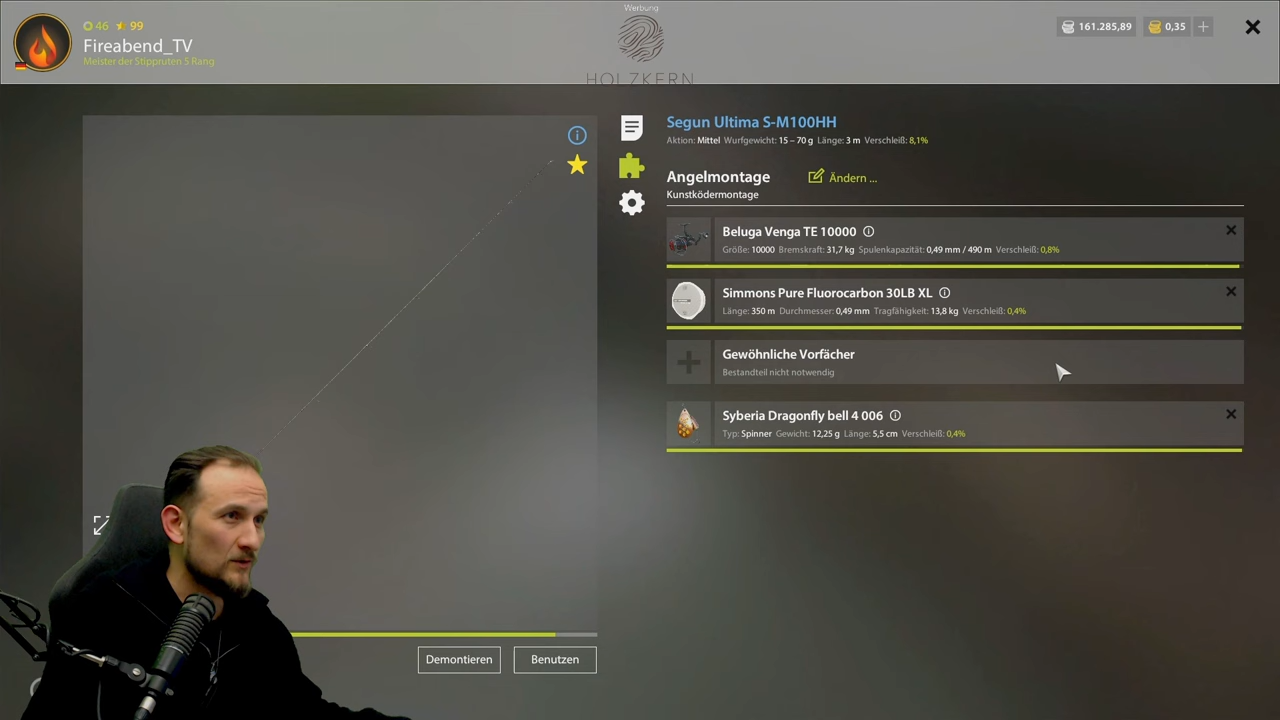 46 99
Fireabend_TV
Meister der Stippruten 5 Rang
Werbung
HOLZKERN
161.285,89
0,35
Segun Ultima S-M100HH
Aktion: Mittel Wurfgewicht: 15 – 70 g Länge: 3 m Verschleiß: 8,1%
Angelmontage
Ändern ...
Kunstködermontage
Beluga Venga TE 10000
Größe: 10000 Bremskraft: 31,7 kg Spulenkapazität: 0,49 mm / 490 m Verschleiß: 0,8%
Simmons Pure Fluorocarbon 30LB XL
Länge: 350 m Durchmesser: 0,49 mm Tragfähigkeit: 13,8 kg Verschleiß: 0,4%
Gewöhnliche Vorfächer
Bestandteil nicht notwendig
Syberia Dragonfly bell 4 006
Typ: Spinner Gewicht: 12,25 g Länge: 5,5 cm Verschleiß: 0,4%
Demontieren
Benutzen